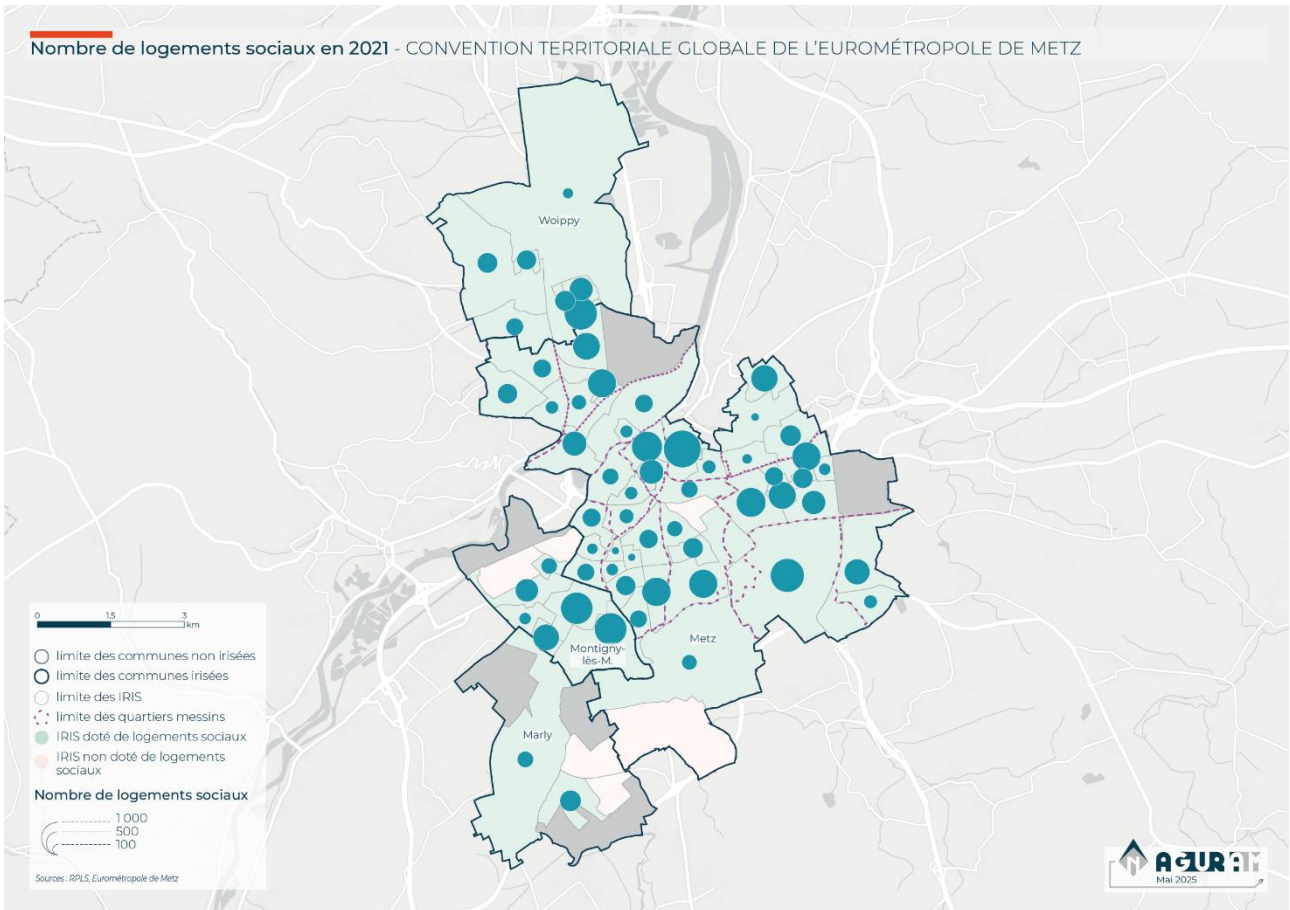 Nombre de logements sociaux en 2021 - CONVENTION TERRITORIALE GLOBALE DE L'EUROMÉTROPOLE DE METZ
Woippy
Metz
Montigny-
lès-M.
Marly
0 1,5 3
km
limite des communes non irisées
limite des communes irisées
limite des IRIS
limite des quartiers messins
IRIS doté de logements sociaux
IRIS non doté de logements
sociaux
Nombre de logements sociaux
1 000
500
100
Sources : RPLS, Eurométropole de Metz
N
AGURAM
Mai 2025